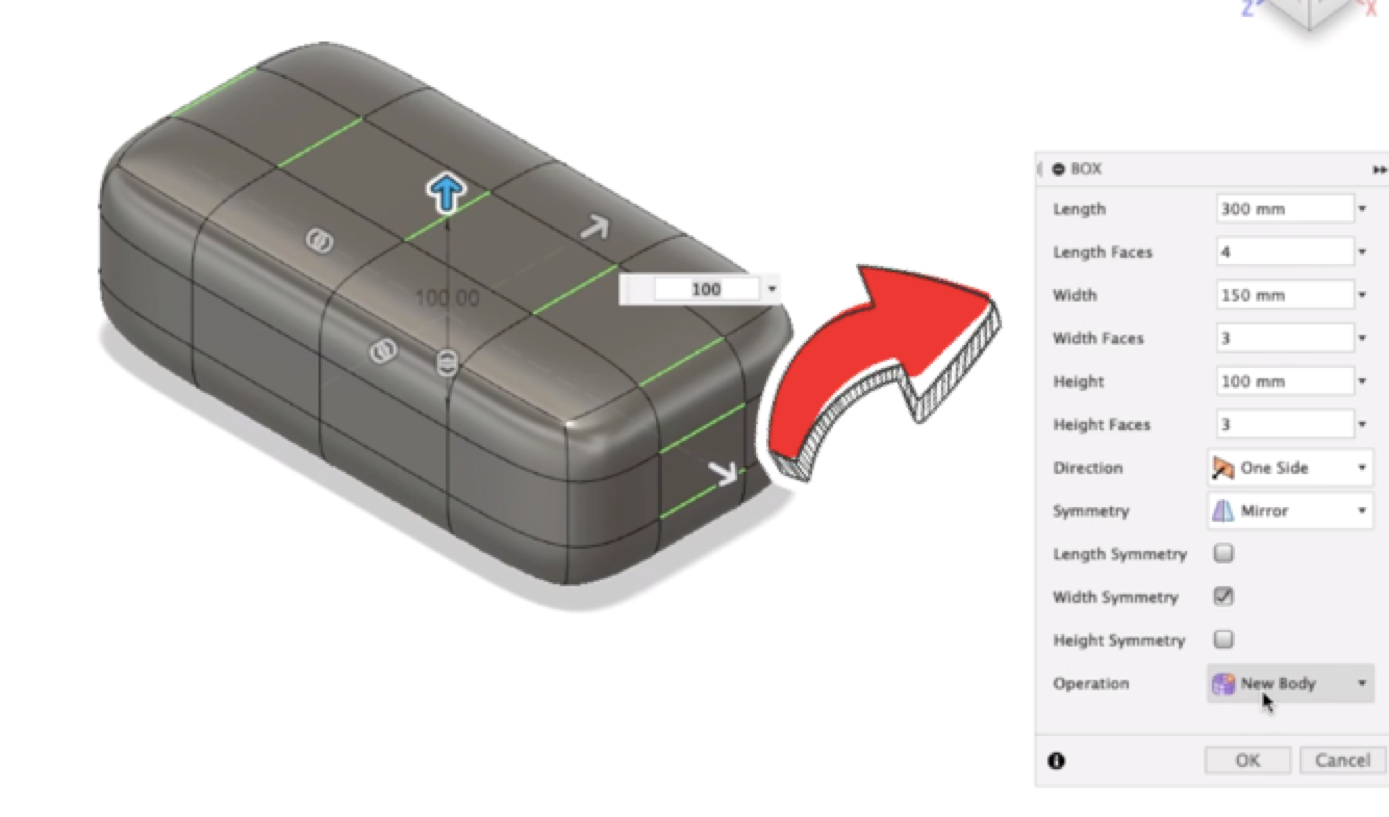 Z
X
BOX
Length 300 mm
Length Faces 4
100
Width 150 mm
100.00
Width Faces 3
Height 100 mm
Height Faces 3
Direction One Side
Symmetry Mirror
Length Symmetry
Width Symmetry
Height Symmetry
Operation New Body
OK Cancel